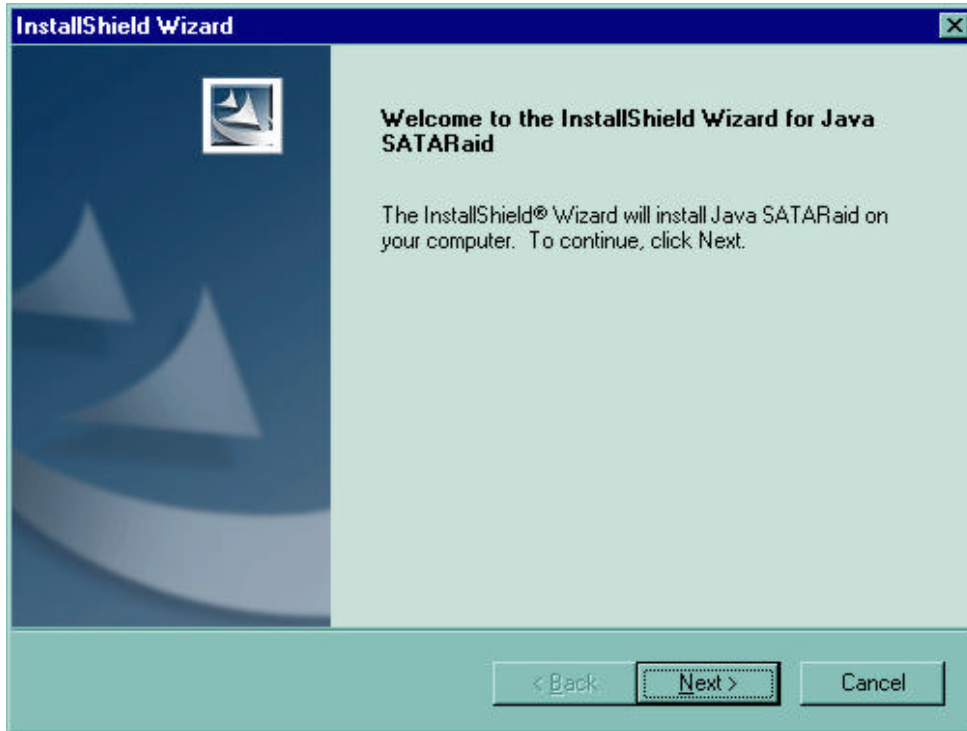 InstallShield Wizard
Welcome to the InstallShield Wizard for Java
SATARaid
The InstallShield® Wizard will install Java SATARaid on
your computer.  To continue, click Next.
< Back
Next >
Cancel